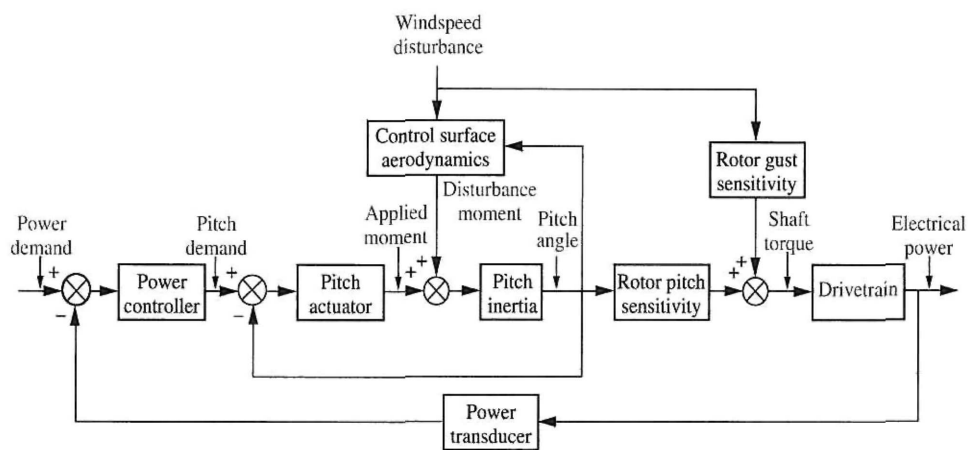 Windspeed
disturbance
Control surface
aerodynamics
Rotor gust
sensitivity
Disturbance
moment
Applied
moment
Pitch
angle
Shaft
torque
Electrical
power
Power
demand
Pitch
demand
+
−
Power
controller
+
−
Pitch
actuator
+ +
Pitch
inertia
Rotor pitch
sensitivity
+ +
Drivetrain
Power
transducer